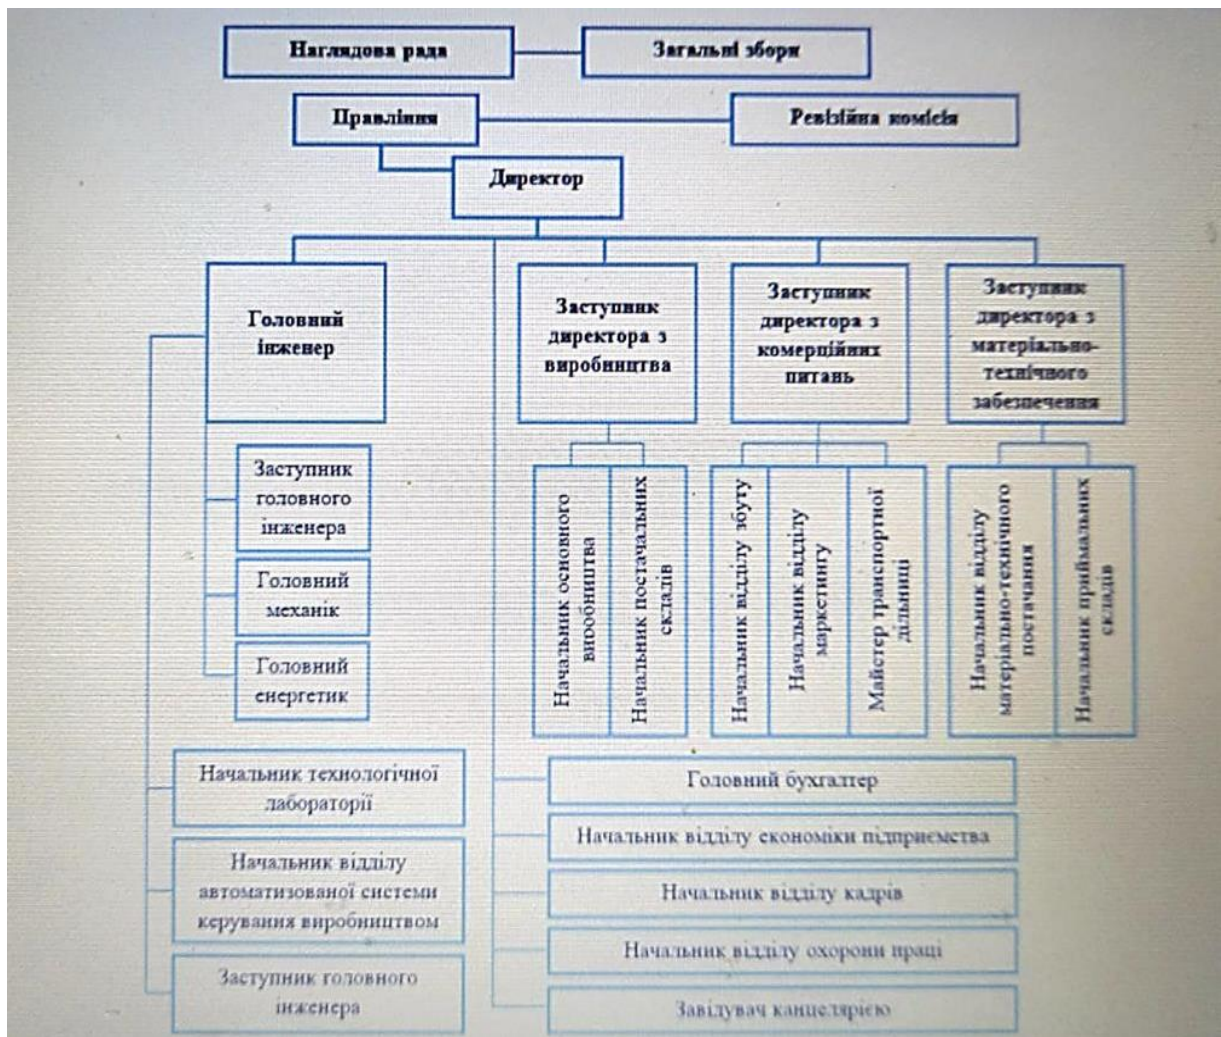 Наглядова рада
Загальні збори
Правління
Ревізійна комісія
Директор
Головний
інженер
Заступник
директора з
виробництва
Заступник
директора з
комерційних
питань
Заступник
директора з
матеріально-
технічного
забезпечення
Заступник
головного
інженера
Головний
механік
Головний
енергетик
Начальник основного
виробництва
Начальник постачальних
складів
Начальник відділу збуту
Начальник відділу
маркетингу
Майстер транспортної
дільниці
Начальник відділу
матеріально-технічного
постачання
Начальник приймальних
складів
Начальник технологічної
лабораторії
Начальник відділу
автоматизованої системи
керування виробництвом
Заступник головного
інженера
Головний бухгалтер
Начальник відділу економіки підприємства
Начальник відділу кадрів
Начальник відділу охорони праці
Завідувач канцелярією